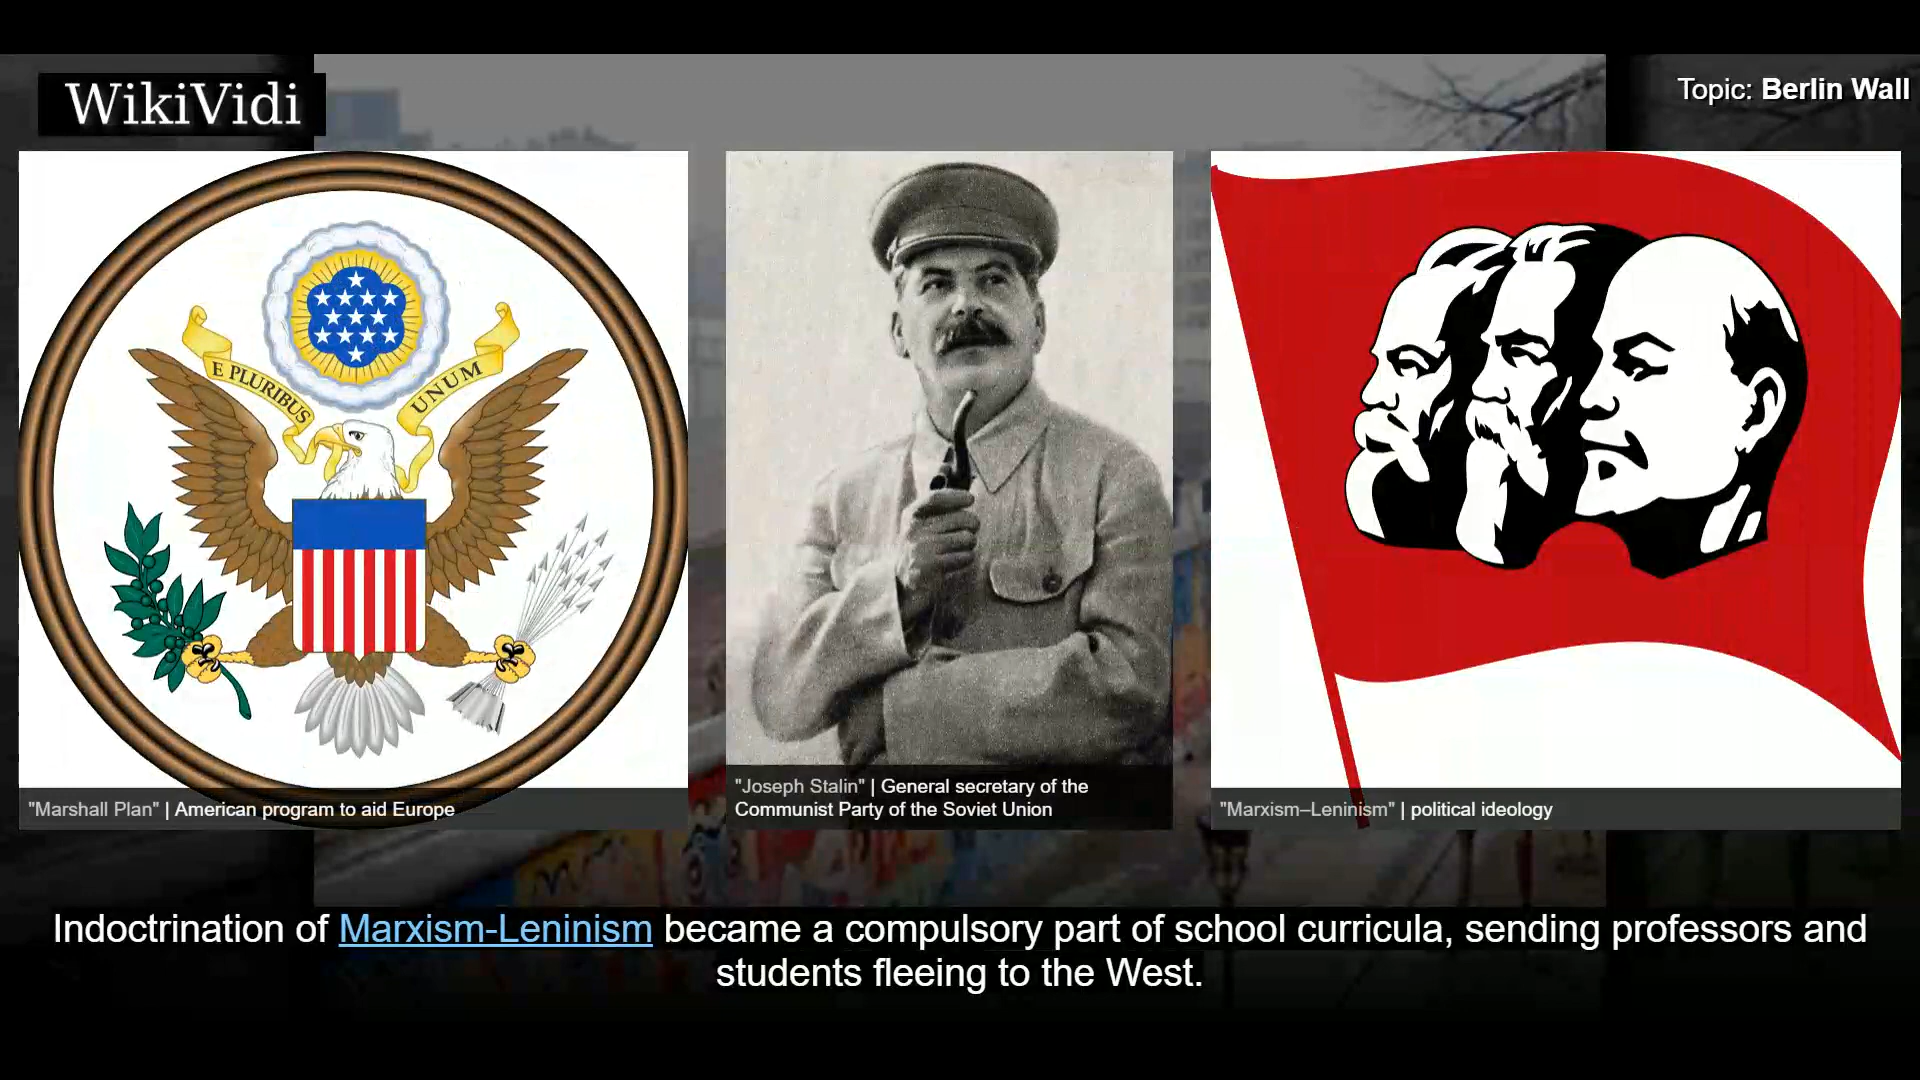 WikiVidi
Topic: Berlin Wall
E PLURIBUS UNUM
"Marshall Plan" | American program to aid Europe
"Joseph Stalin" | General secretary of the
Communist Party of the Soviet Union
"Marxism–Leninism" | political ideology
Indoctrination of Marxism-Leninism became a compulsory part of school curricula, sending professors and
students fleeing to the West.